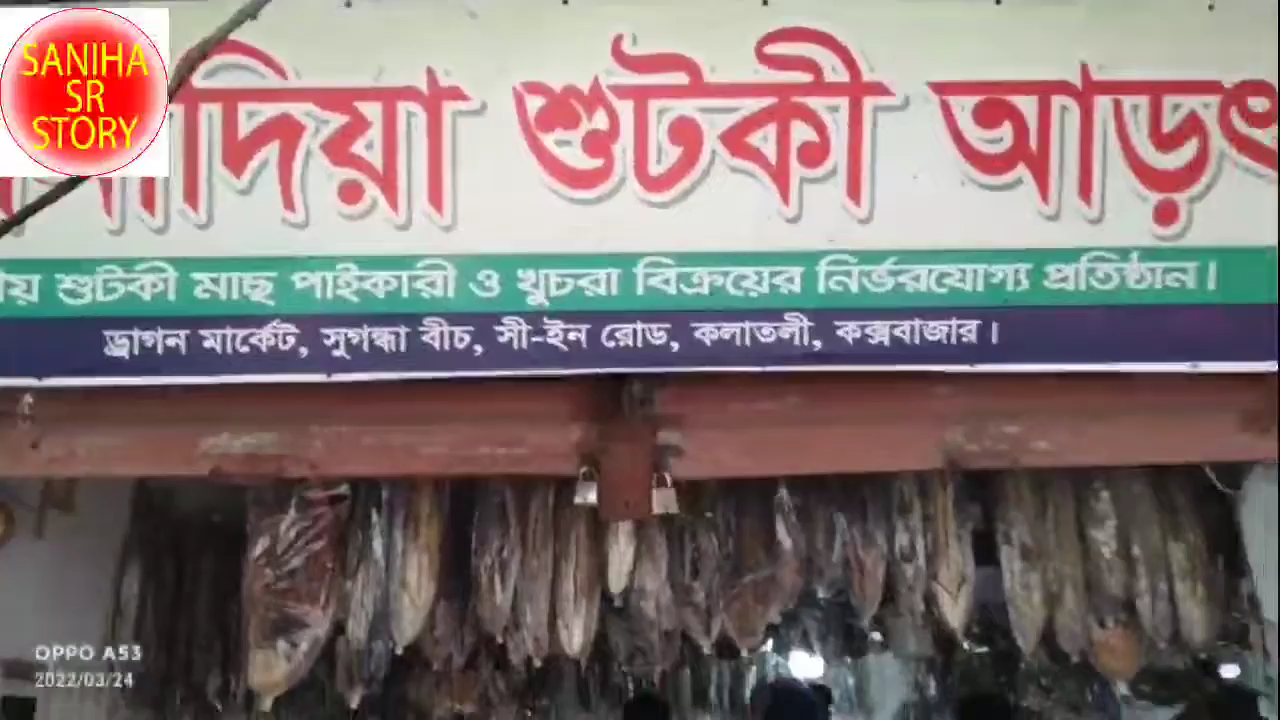 SANIHA
SR
STORY
শুটকী আড়ৎ
শুটকী মাছ পাইকারী ও খুচরা বিক্রয়ের নির্ভরযোগ্য প্রতিষ্ঠান।
ড্রাগন মার্কেট, সুগন্ধা বীচ, সী-ইন রোড, কলাতলী, কক্সবাজার।
OPPO A53
2022/03/24